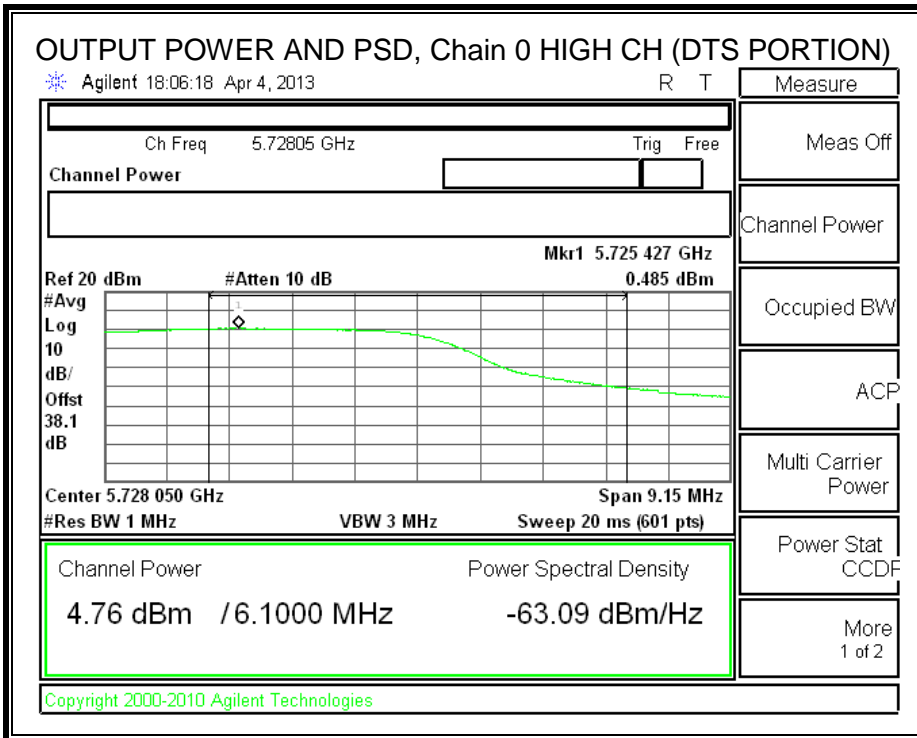 OUTPUT POWER AND PSD, Chain 0 HIGH CH (DTS PORTION)
Agilent 18:06:18 Apr 4, 2013 R T
Measure
Ch Freq 5.72805 GHz Trig Free
Channel Power
Mkr1 5.725 427 GHz
Ref 20 dBm #Atten 10 dB 0.485 dBm
#Avg
Log
10
dB/
Offst
38.1
dB
1
Center 5.728 050 GHz Span 9.15 MHz
#Res BW 1 MHz VBW 3 MHz Sweep 20 ms (601 pts)
Channel Power Power Spectral Density
4.76 dBm / 6.1000 MHz -63.09 dBm/Hz
Meas Off
Channel Power
Occupied BW
ACP
Multi Carrier
Power
Power Stat
CCDF
More
1 of 2
Copyright 2000-2010 Agilent Technologies